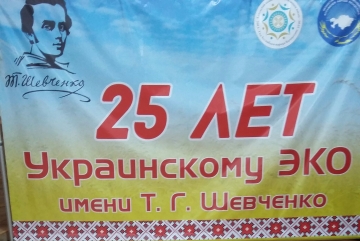 Т. Шевченко
25 ЛЕТ
Украинскому ЭКО
имени Т. Г. Шевченко